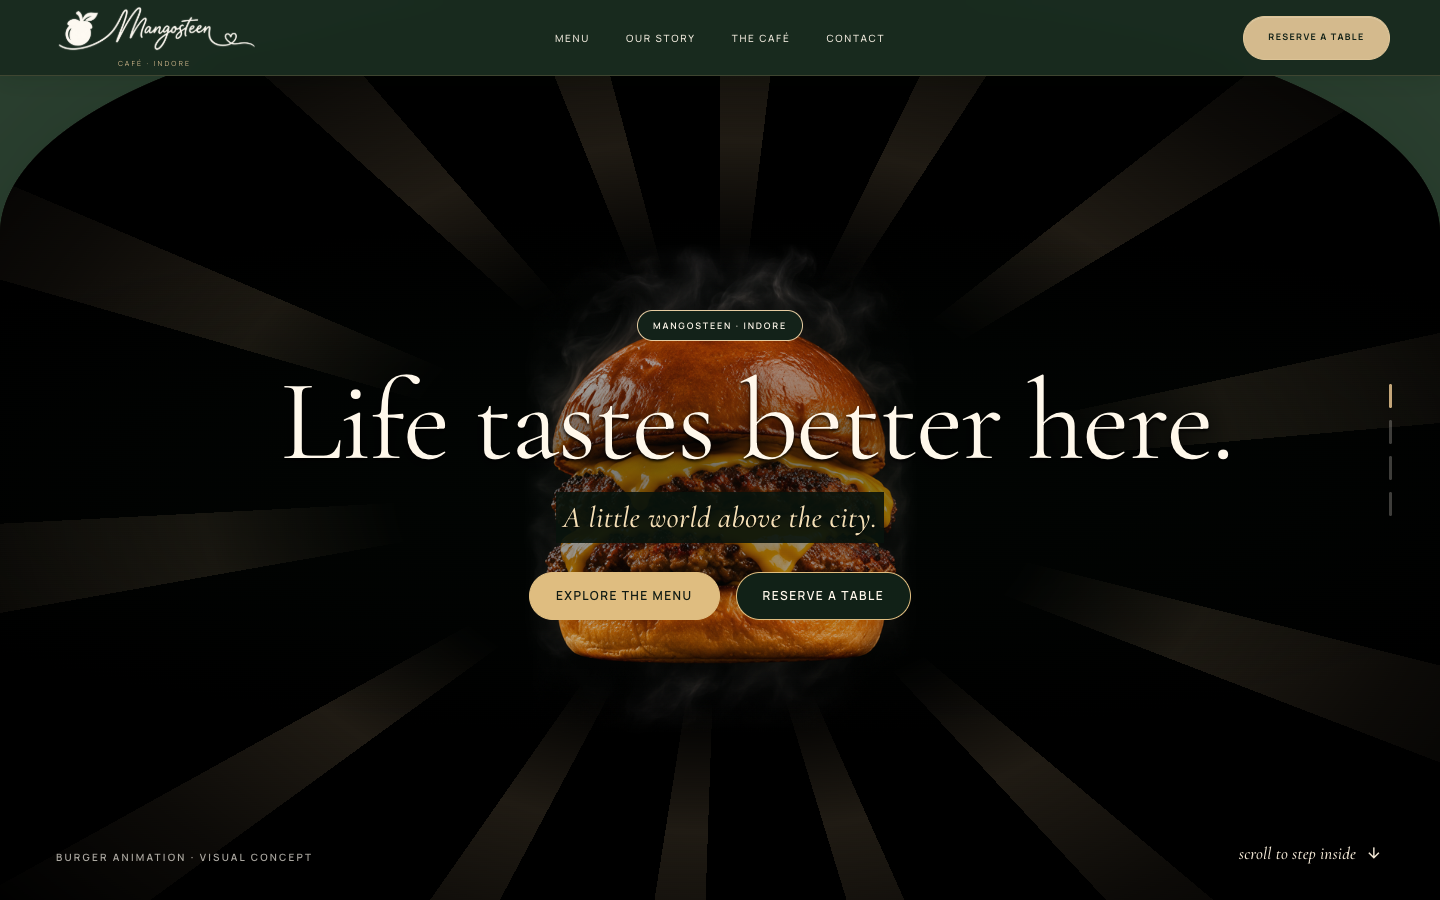 Mangosteen
CAFÉ · INDORE
MENU
OUR STORY
THE CAFÉ
CONTACT
RESERVE A TABLE
MANGOSTEEN · INDORE
Life tastes better here.
A little world above the city.
EXPLORE THE MENU
RESERVE A TABLE
BURGER ANIMATION · VISUAL CONCEPT
scroll to step inside ↓